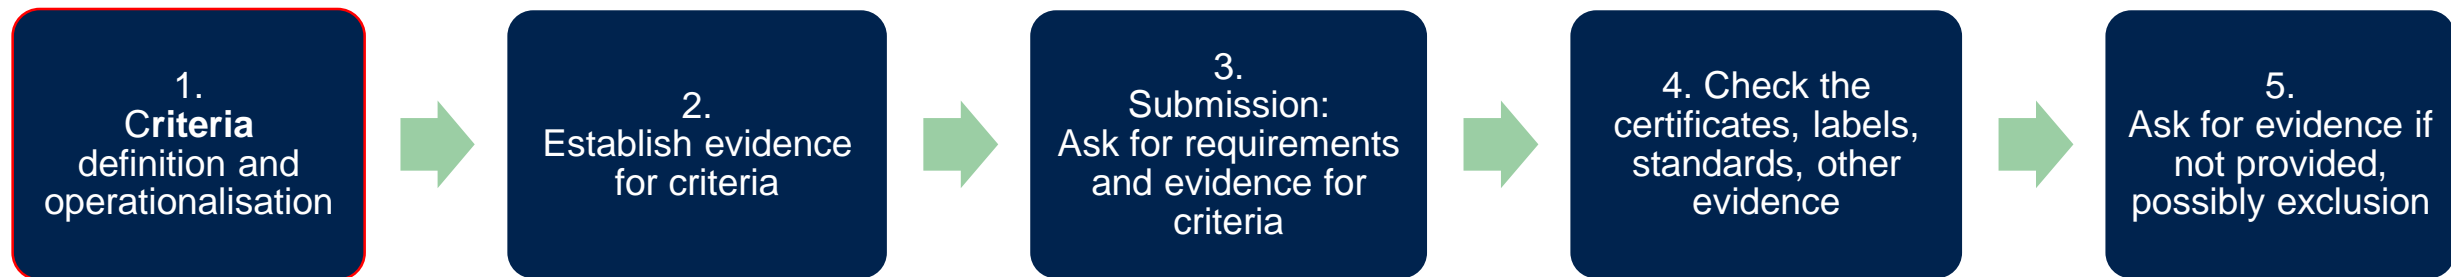 1.
Criteria
definition and
operationalisation
2.
Establish evidence
for criteria
3.
Submission:
Ask for requirements
and evidence for
criteria
4. Check the
certificates, labels,
standards, other
evidence
5.
Ask for evidence if
not provided,
possibly exclusion